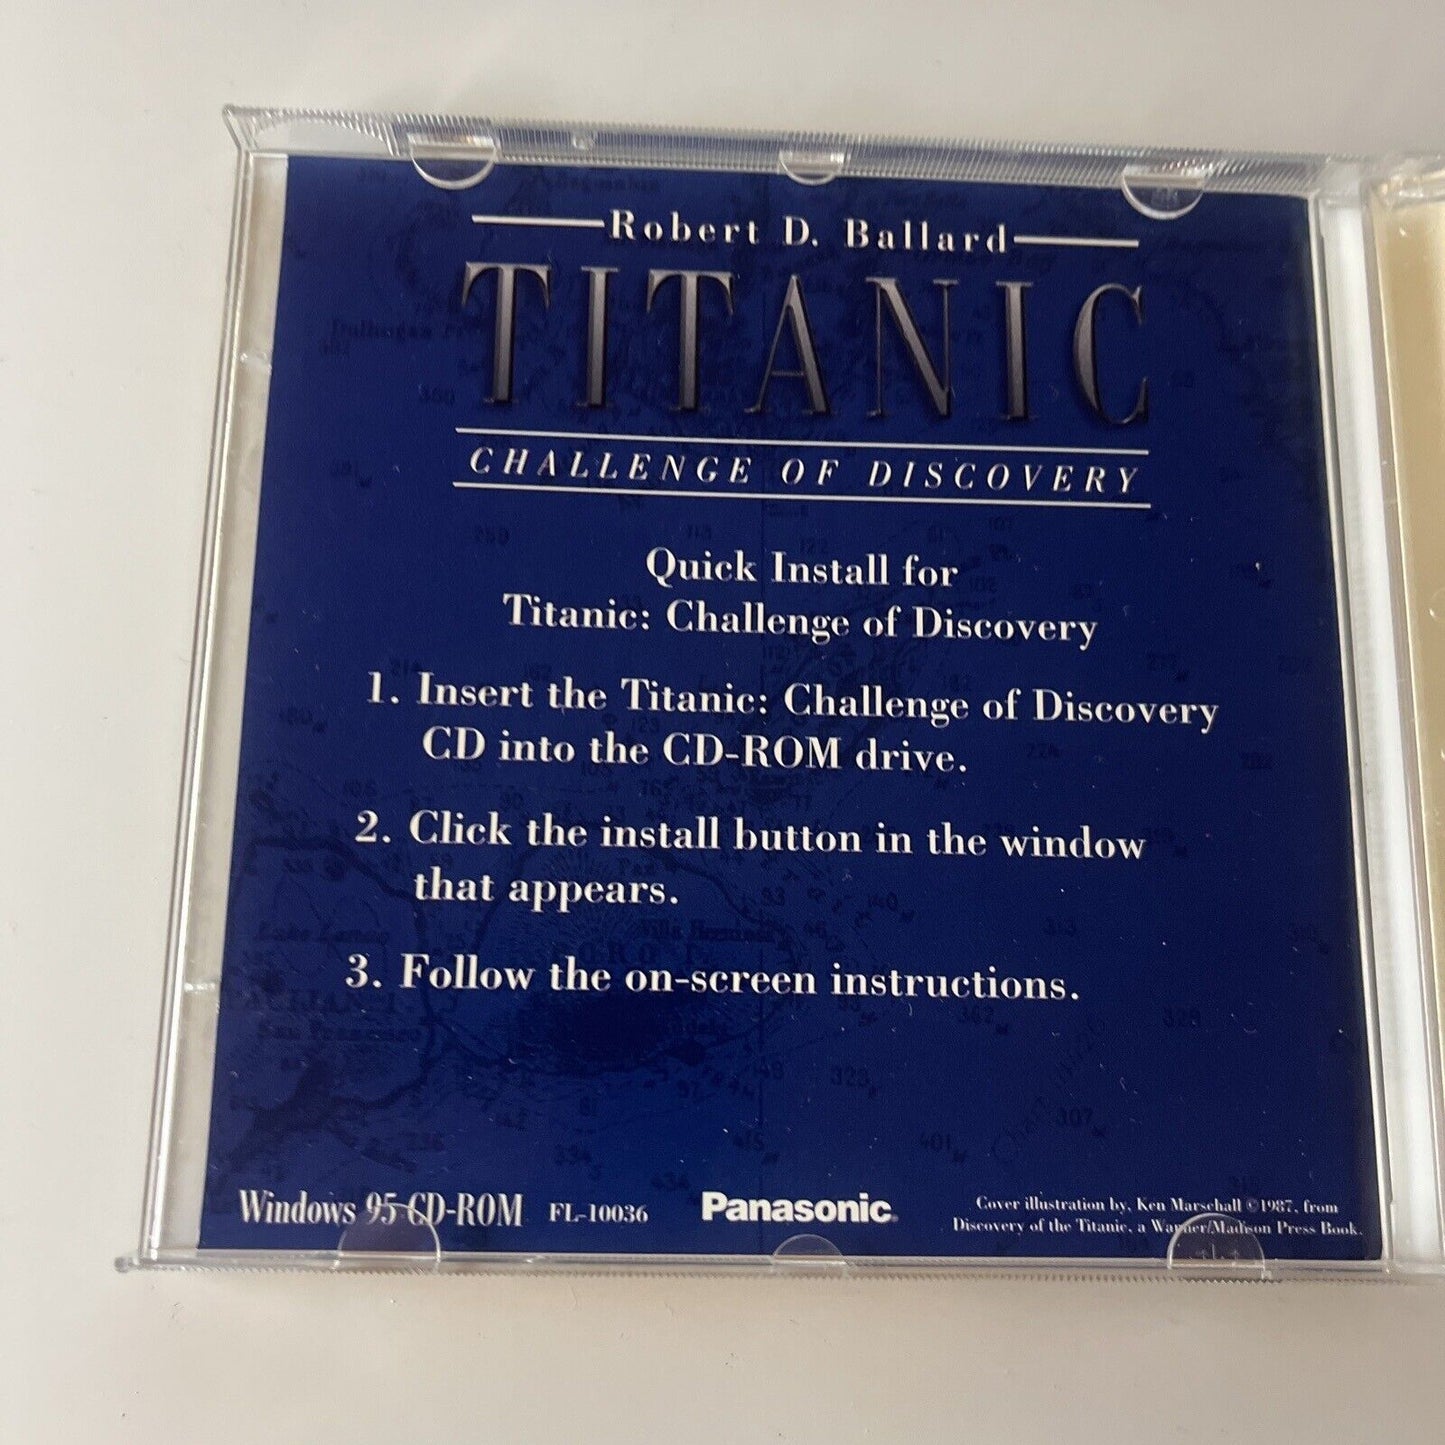 Robert D. Ballard
TITANIC
CHALLENGE OF DISCOVERY
Quick Install for
Titanic: Challenge of Discovery
1. Insert the Titanic: Challenge of Discovery
CD into the CD-ROM drive.
2. Click the install button in the window
that appears.
3. Follow the on-screen instructions.
Windows 95 CD-ROM FL-10036 Panasonic
Cover illustration by, Ken Marschall ©1987, from
Discovery of the Titanic, a Warner/Madison Press Book.